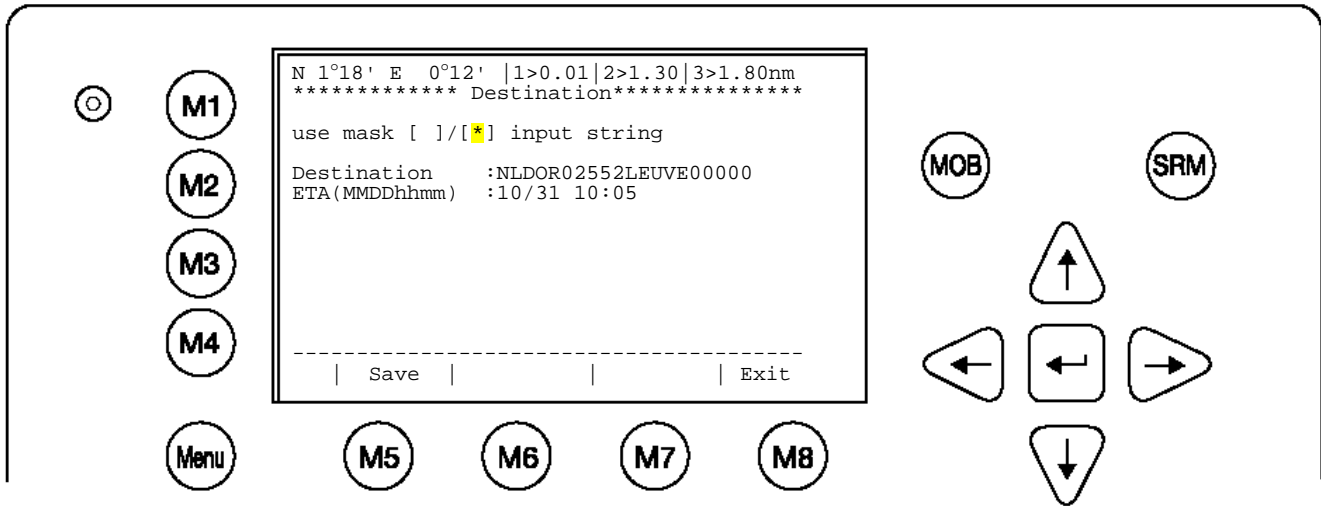 N 1°18' E 0°12' |1>0.01|2>1.30|3>1.80nm
************* Destination***************
use mask [ ]/[*] input string
Destination :NLDOR02552LEUVE00000
ETA(MMDDhhmm) :10/31 10:05
----------------------------------------
| Save | | | Exit
M1
M2
M3
M4
Menu
M5
M6
M7
M8
MOB
SRM